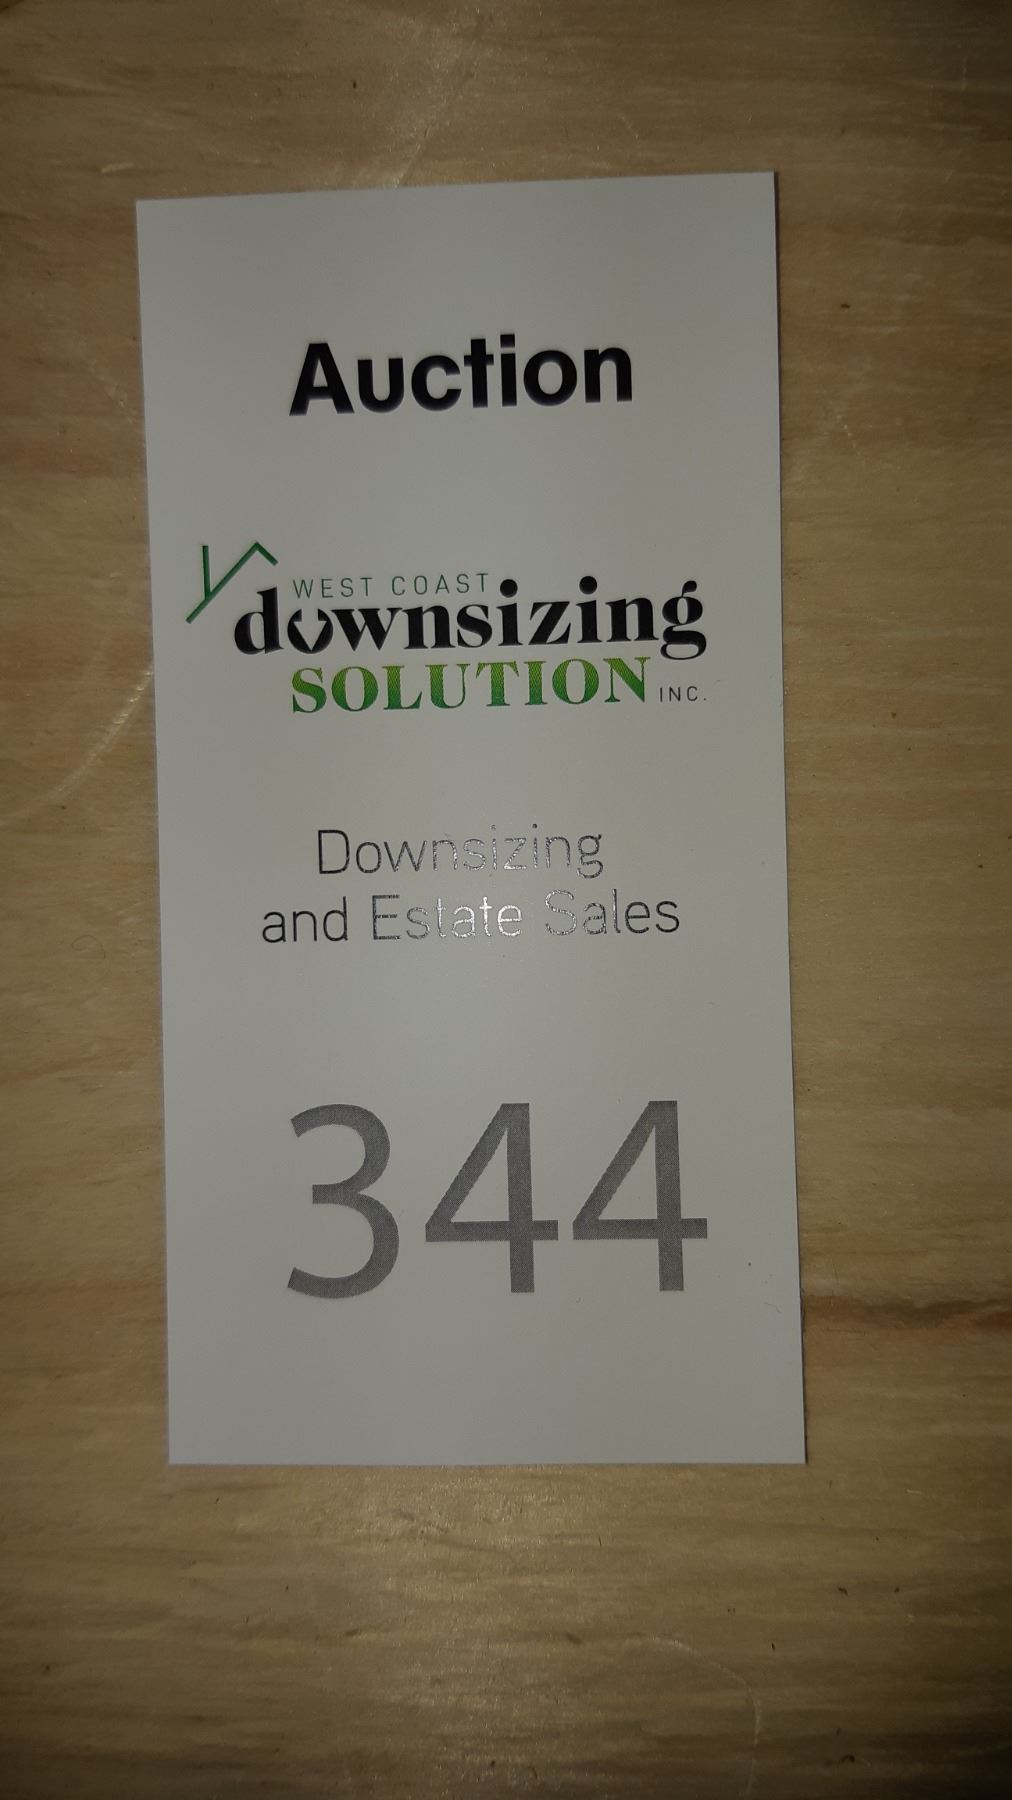 Auction
WEST COAST
downsizing
SOLUTION INC.
Downsizing
and Estate Sales
344